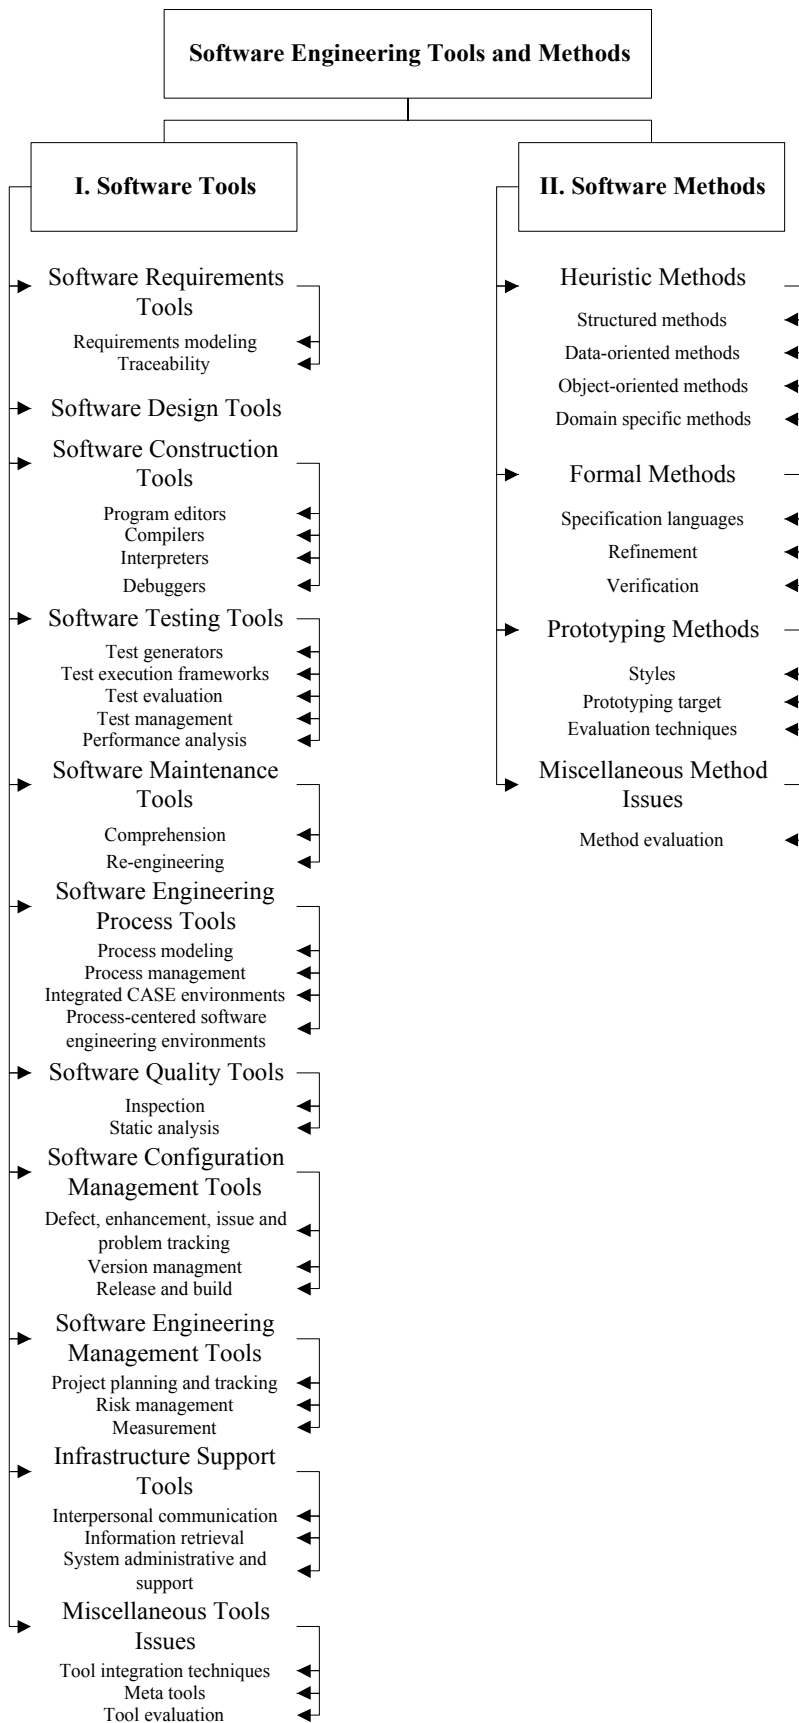 Software Engineering Tools and Methods
I. Software Tools
Software Requirements
Tools
Requirements modeling
Traceability
Software Design Tools
Software Construction
Tools
Program editors
Compilers
Interpreters
Debuggers
Software Testing Tools
Test generators
Test execution frameworks
Test evaluation
Test management
Performance analysis
Software Maintenance
Tools
Comprehension
Re-engineering
Software Engineering
Process Tools
Process modeling
Process management
Integrated CASE environments
Process-centered software
engineering environments
Software Quality Tools
Inspection
Static analysis
Software Configuration
Management Tools
Defect, enhancement, issue and
problem tracking
Version managment
Release and build
Software Engineering
Management Tools
Project planning and tracking
Risk management
Measurement
Infrastructure Support
Tools
Interpersonal communication
Information retrieval
System administrative and
support
Miscellaneous Tools
Issues
Tool integration techniques
Meta tools
Tool evaluation
II. Software Methods
Heuristic Methods
Structured methods
Data-oriented methods
Object-oriented methods
Domain specific methods
Formal Methods
Specification languages
Refinement
Verification
Prototyping Methods
Styles
Prototyping target
Evaluation techniques
Miscellaneous Method
Issues
Method evaluation